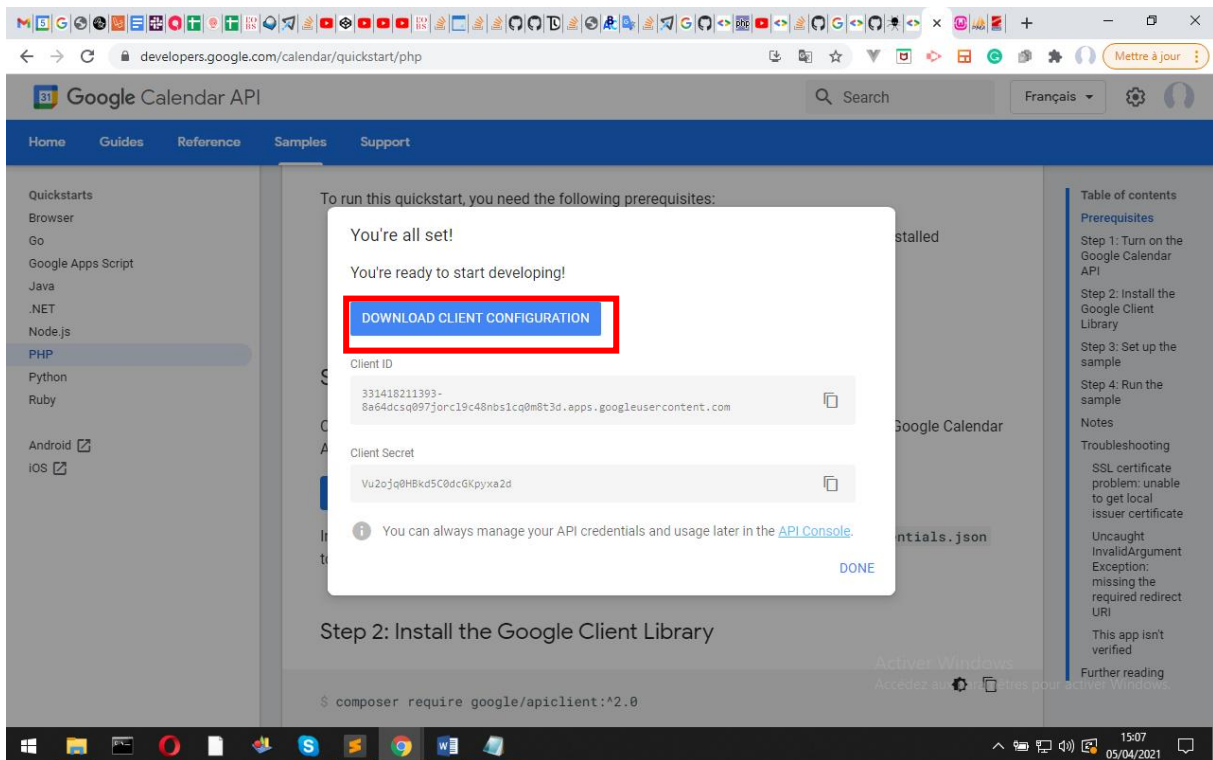 developers.google.com/calendar/quickstart/php
Mettre à jour
31 Google Calendar API
Search
Français
Home Guides Reference Samples Support
Quickstarts
Browser
Go
Google Apps Script
Java
.NET
Node.js
PHP
Python
Ruby
Android
iOS
To run this quickstart, you need the following prerequisites:
stalled
You're all set!
You're ready to start developing!
DOWNLOAD CLIENT CONFIGURATION
Client ID
331418211393-
8a64dcsq097jorcl9c48nbs1cq0m8t3d.apps.googleusercontent.com
Google Calendar
Client Secret
Vu2ojq0HBkd5C0dcGKpyxa2d
You can always manage your API credentials and usage later in the API Console.
ntials.json
DONE
Step 2: Install the Google Client Library
$ composer require google/apiclient:^2.0
Table of contents
Prerequisites
Step 1: Turn on the
Google Calendar
API
Step 2: Install the
Google Client
Library
Step 3: Set up the
sample
Step 4: Run the
sample
Notes
Troubleshooting
SSL certificate
problem: unable
to get local
issuer certificate
Uncaught
InvalidArgument
Exception:
missing the
required redirect
URI
This app isn't
verified
Further reading
Activer Windows
15:07
05/04/2021